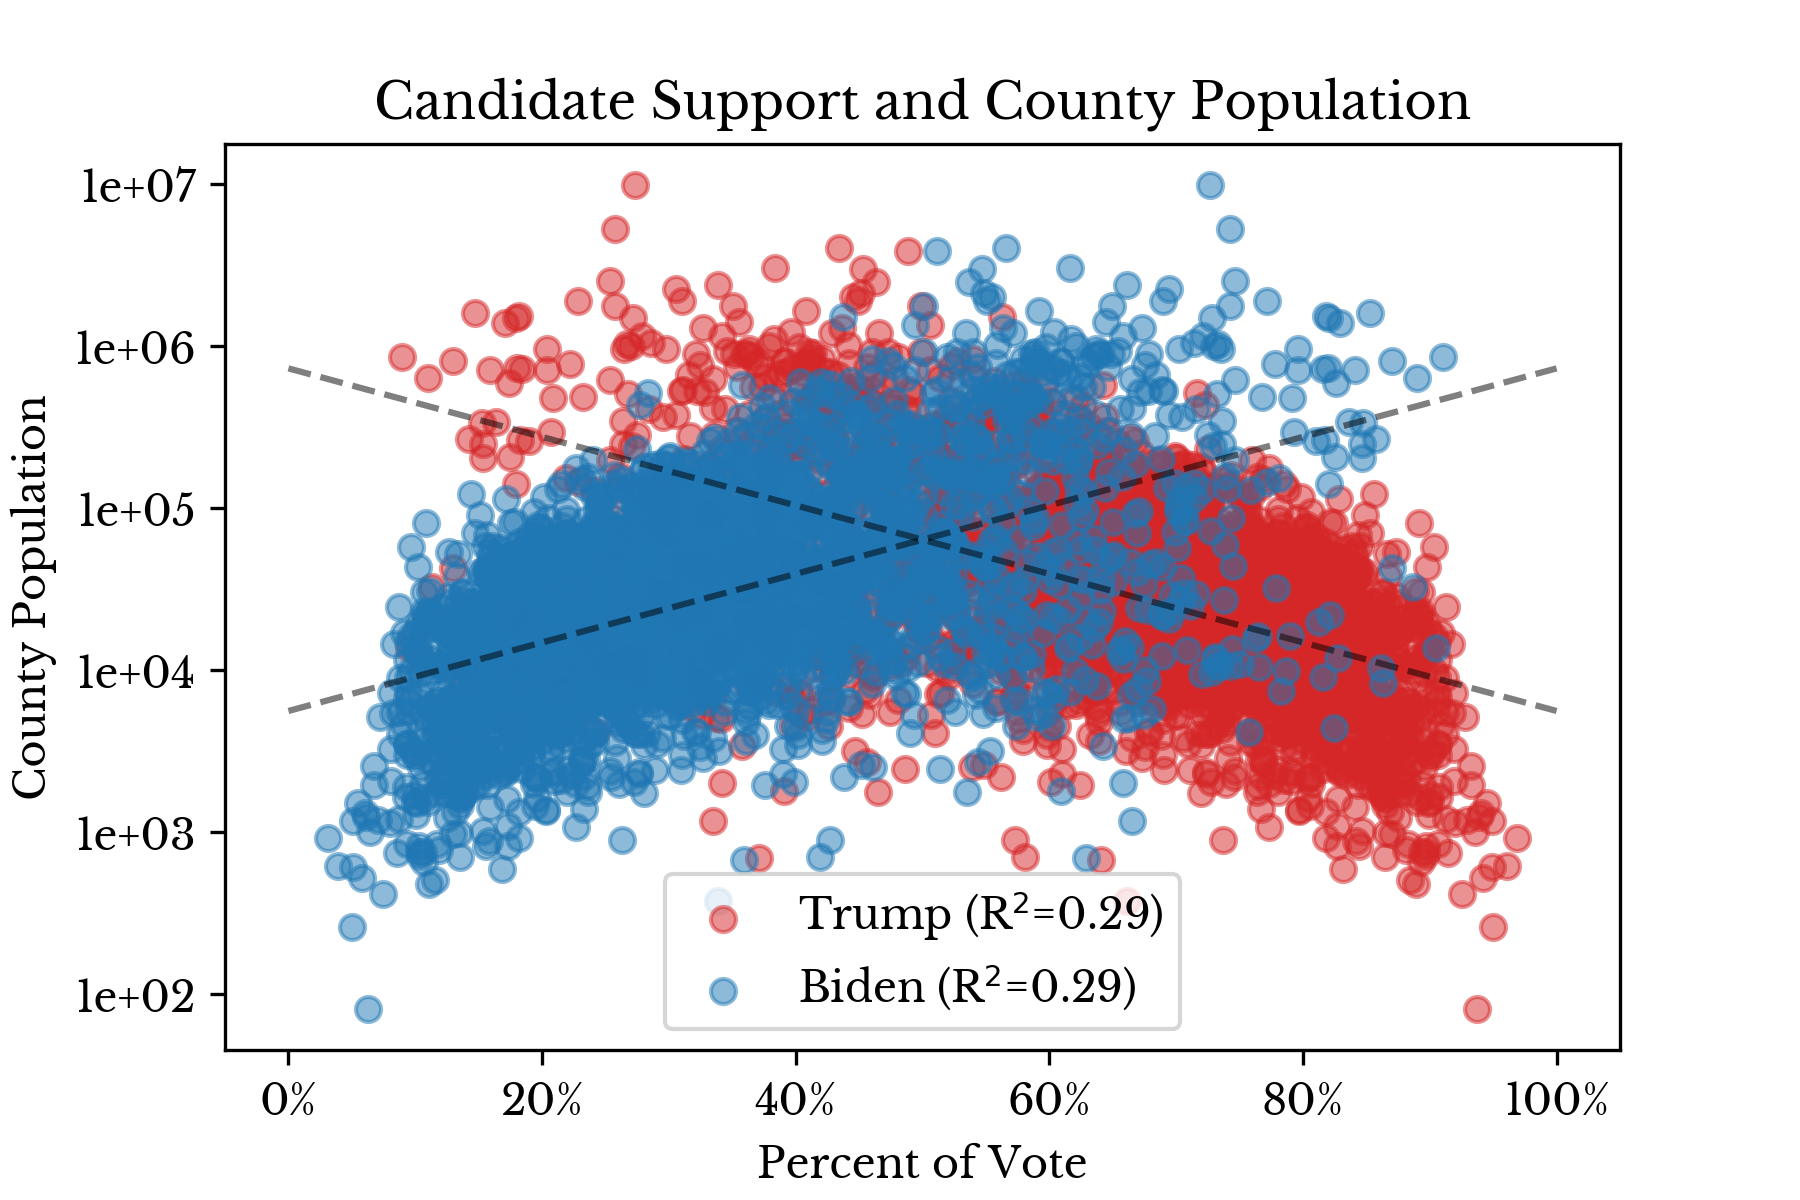 Candidate Support and County Population
County Population
1e+07
1e+06
1e+05
1e+04
1e+03
1e+02
Trump (R²=0.29)
Biden (R²=0.29)
0% 20% 40% 60% 80% 100%
Percent of Vote